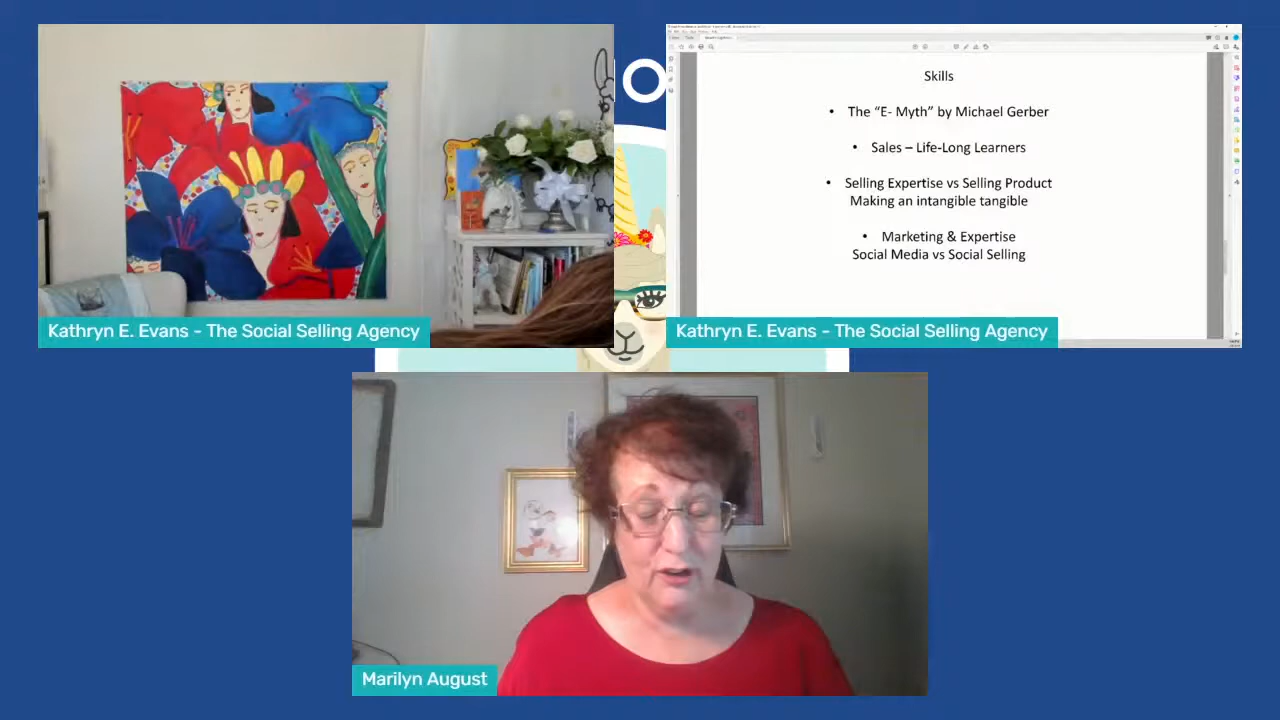 Kathryn E. Evans - The Social Selling Agency
Skills
• The “E- Myth” by Michael Gerber
• Sales – Life-Long Learners
• Selling Expertise vs Selling Product
Making an intangible tangible
• Marketing & Expertise
Social Media vs Social Selling
Kathryn E. Evans - The Social Selling Agency
Marilyn August